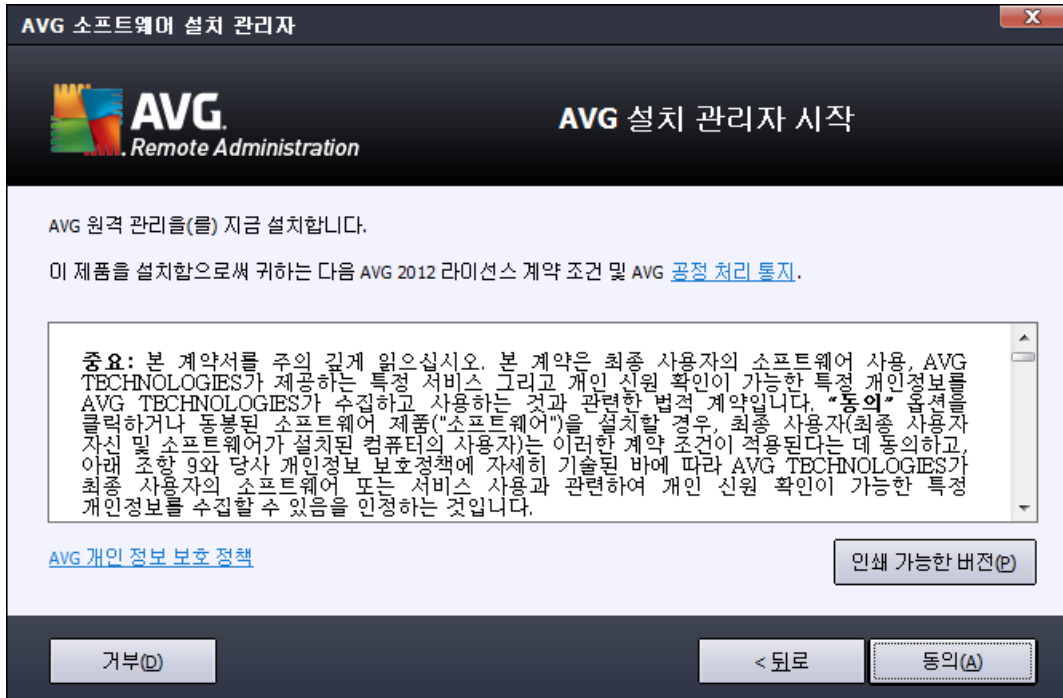 AVG 소프트웨어 설치 관리자
X
AVG.
Remote Administration
AVG 설치 관리자 시작
AVG 원격 관리을(를) 지금 설치합니다.
이 제품을 설치함으로써 귀하는 다음 AVG 2012 라이선스 계약 조건 및 AVG 공정 처리 통지.
중요: 본 계약서를 주의 깊게 읽으십시오. 본 계약은 최종 사용자의 소프트웨어 사용, AVG
TECHNOLOGIES가 제공하는 특정 서비스 그리고 개인 신원 확인이 가능한 특정 개인정보를
AVG TECHNOLOGIES가 수집하고 사용하는 것과 관련한 법적 계약입니다. "동의" 옵션을
클릭하거나 동봉된 소프트웨어 제품("소프트웨어")을 설치할 경우, 최종 사용자(최종 사용자
자신 및 소프트웨어가 설치된 컴퓨터의 사용자)는 이러한 계약 조건이 적용된다는 데 동의하고,
아래 조항 9와 당사 개인정보 보호정책에 자세히 기술된 바에 따라 AVG TECHNOLOGIES가
최종 사용자의 소프트웨어 또는 서비스 사용과 관련하여 개인 신원 확인이 가능한 특정
개인정보를 수집할 수 있음을 인정하는 것입니다.
AVG 개인 정보 보호 정책
인쇄 가능한 버전(P)
거부(D)
< 뒤로
동의(A)